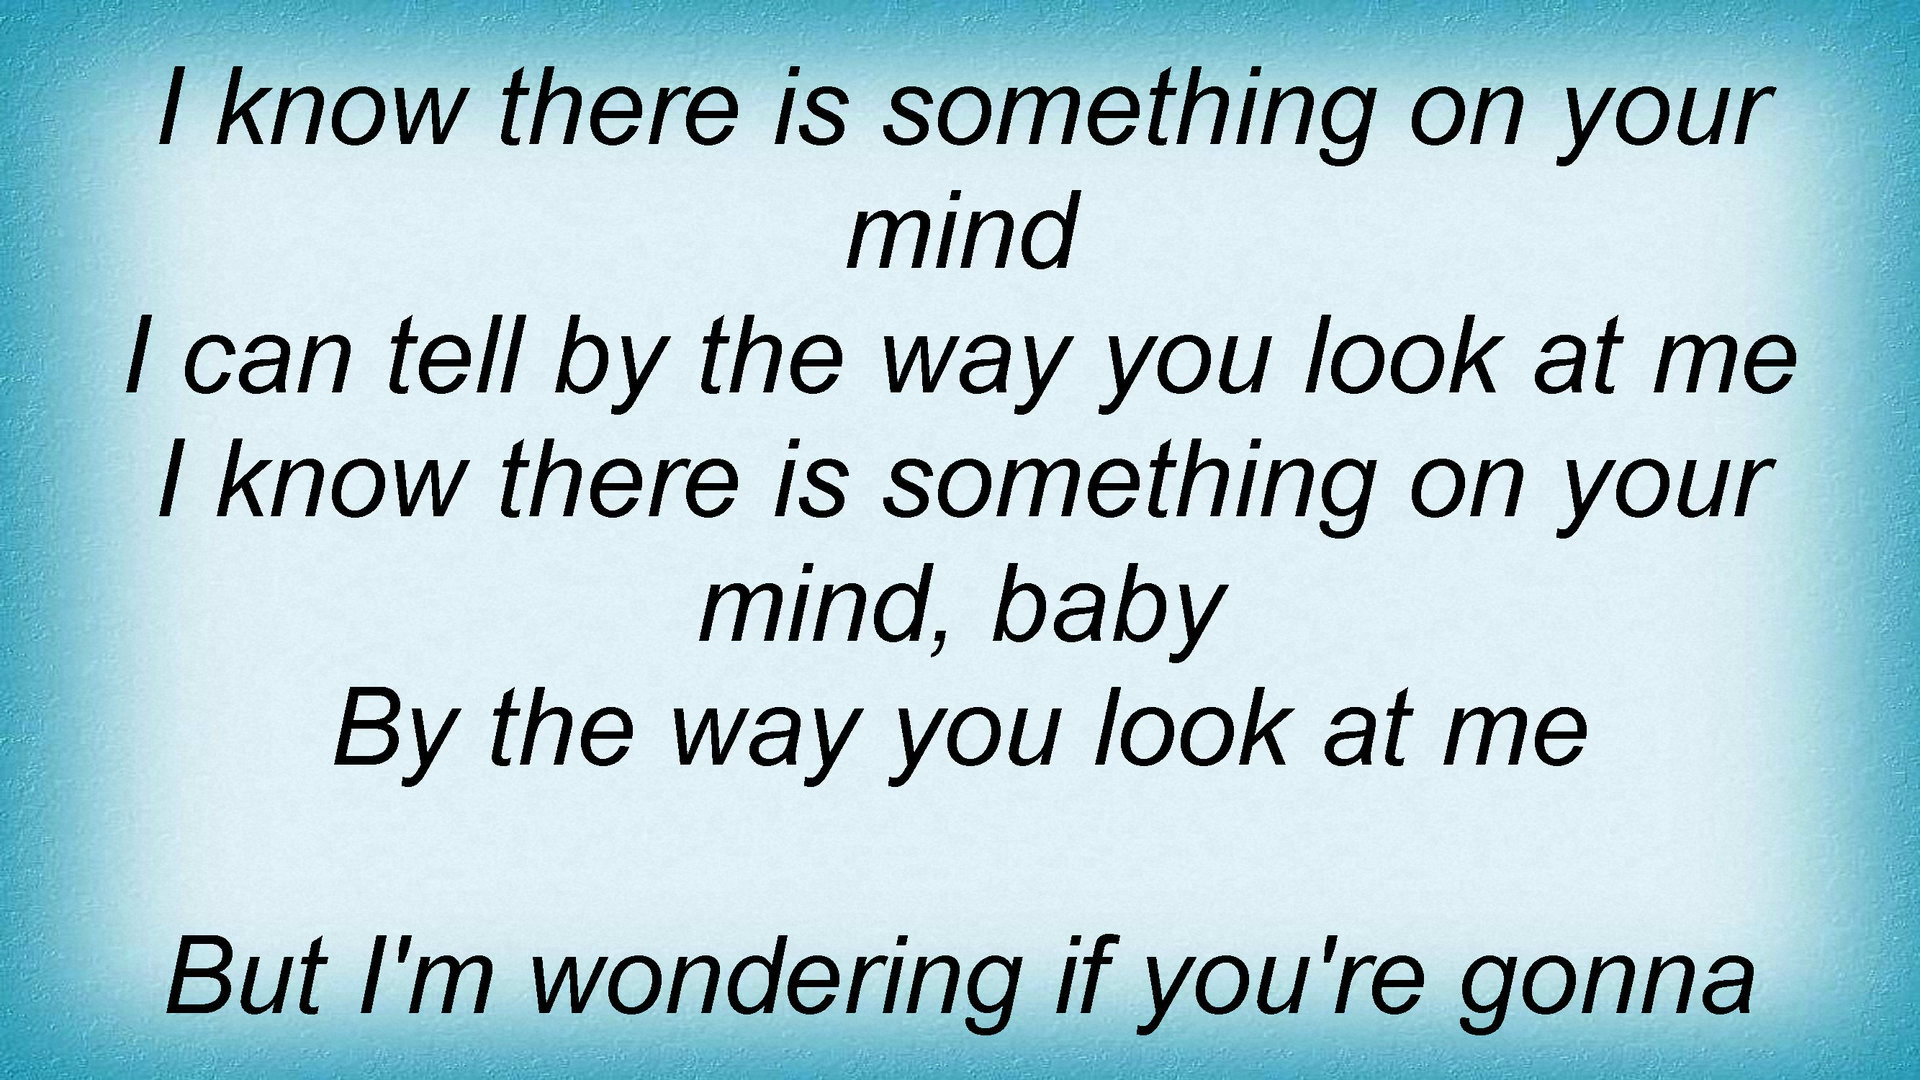 I know there is something on your
mind
I can tell by the way you look at me
I know there is something on your
mind, baby
By the way you look at me
But I'm wondering if you're gonna